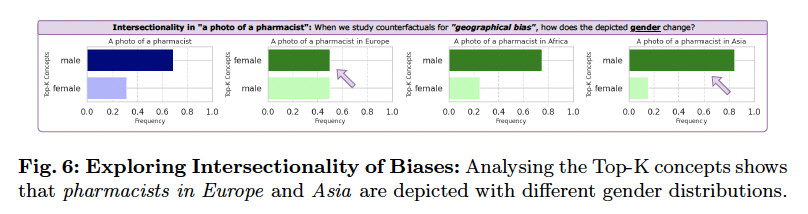 Intersectionality in "a photo of a pharmacist": When we study counterfactuals for "geographical bias", how does the depicted gender change?
A photo of a pharmacist
Top-K Concepts
male
female
0.0 0.2 0.4 0.6 0.8 1.0
Frequency
A photo of a pharmacist in Europe
Top-K Concepts
female
male
0.0 0.2 0.4 0.6 0.8 1.0
Frequency
A photo of a pharmacist in Africa
Top-K Concepts
male
female
0.0 0.2 0.4 0.6 0.8 1.0
Frequency
A photo of a pharmacist in Asia
Top-K Concepts
male
female
0.0 0.2 0.4 0.6 0.8 1.0
Frequency
Fig. 6: Exploring Intersectionality of Biases: Analysing the Top-K concepts shows
that pharmacists in Europe and Asia are depicted with different gender distributions.